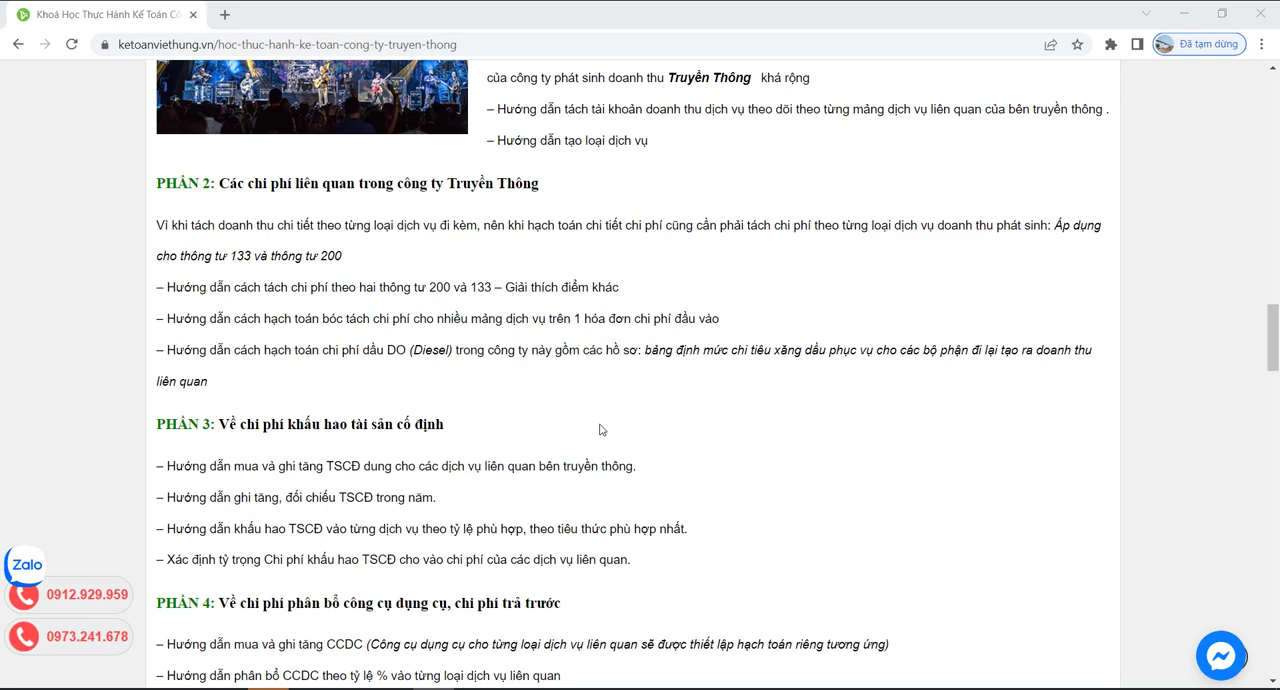 Khoá Học Thực Hành Kế Toán Cô
ketoanviethung.vn/hoc-thuc-hanh-ke-toan-cong-ty-truyen-thong
Đã tạm dừng
của công ty phát sinh doanh thu Truyền Thông khá rộng
– Hướng dẫn tách tài khoản doanh thu dịch vụ theo dõi theo từng mảng dịch vụ liên quan của bên truyền thông .
– Hướng dẫn tạo loại dịch vụ
PHẦN 2: Các chi phí liên quan trong công ty Truyền Thông
Vì khi tách doanh thu chi tiết theo từng loại dịch vụ đi kèm, nên khi hạch toán chi tiết chi phí cũng cần phải tách chi phí theo từng loại dịch vụ doanh thu phát sinh: Áp dụng
cho thông tư 133 và thông tư 200
– Hướng dẫn cách tách chi phí theo hai thông tư 200 và 133 – Giải thích điểm khác
– Hướng dẫn cách hạch toán bóc tách chi phí cho nhiều mảng dịch vụ trên 1 hóa đơn chi phí đầu vào
– Hướng dẫn cách hạch toán chi phí dầu DO (Diesel) trong công ty này gồm các hồ sơ: bảng định mức chi tiêu xăng dầu phục vụ cho các bộ phận đi lại tạo ra doanh thu
liên quan
PHẦN 3: Về chi phí khấu hao tài sản cố định
– Hướng dẫn mua và ghi tăng TSCĐ dung cho các dịch vụ liên quan bên truyền thông.
– Hướng dẫn ghi tăng, đối chiếu TSCĐ trong năm.
– Hướng dẫn khấu hao TSCĐ vào từng dịch vụ theo tỷ lệ phù hợp, theo tiêu thức phù hợp nhất.
– Xác định tỷ trọng Chi phí khấu hao TSCĐ cho vào chi phí của các dịch vụ liên quan.
Zalo
0912.929.959
PHẦN 4: Về chi phí phân bổ công cụ dụng cụ, chi phí trả trước
0973.241.678
– Hướng dẫn mua và ghi tăng CCDC (Công cụ dụng cụ cho từng loại dịch vụ liên quan sẽ được thiết lập hạch toán riêng tương ứng)
– Hướng dẫn phân bổ CCDC theo tỷ lệ % vào từng loại dịch vụ liên quan